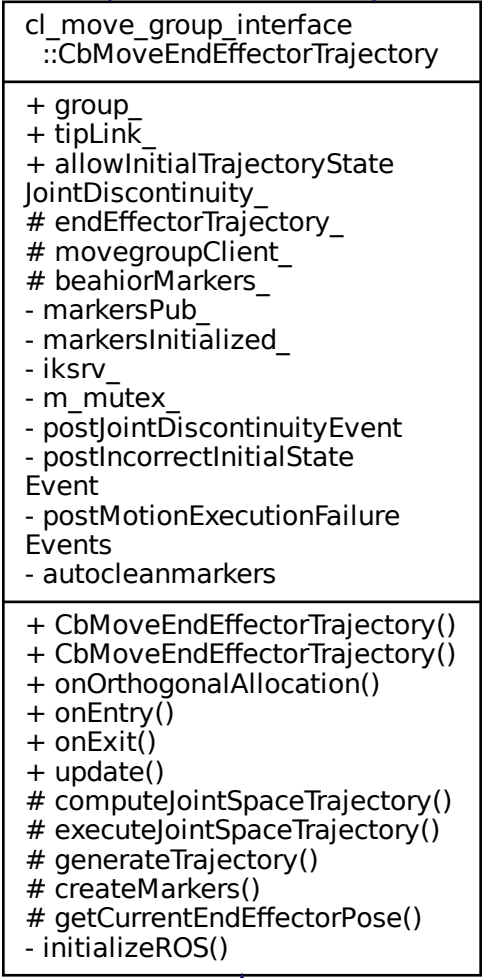 cl_move_group_interface
::CbMoveEndEffectorTrajectory
+ group_
+ tipLink_
+ allowInitialTrajectoryState
JointDiscontinuity_
# endEffectorTrajectory_
# movegroupClient_
# beahiorMarkers_
- markersPub_
- markersInitialized_
- iksrv_
- m_mutex_
- postJointDiscontinuityEvent
- postIncorrectInitialState
Event
- postMotionExecutionFailure
Events
- autocleanmarkers
+ CbMoveEndEffectorTrajectory()
+ CbMoveEndEffectorTrajectory()
+ onOrthogonalAllocation()
+ onEntry()
+ onExit()
+ update()
# computeJointSpaceTrajectory()
# executeJointSpaceTrajectory()
# generateTrajectory()
# createMarkers()
# getCurrentEndEffectorPose()
- initializeROS()